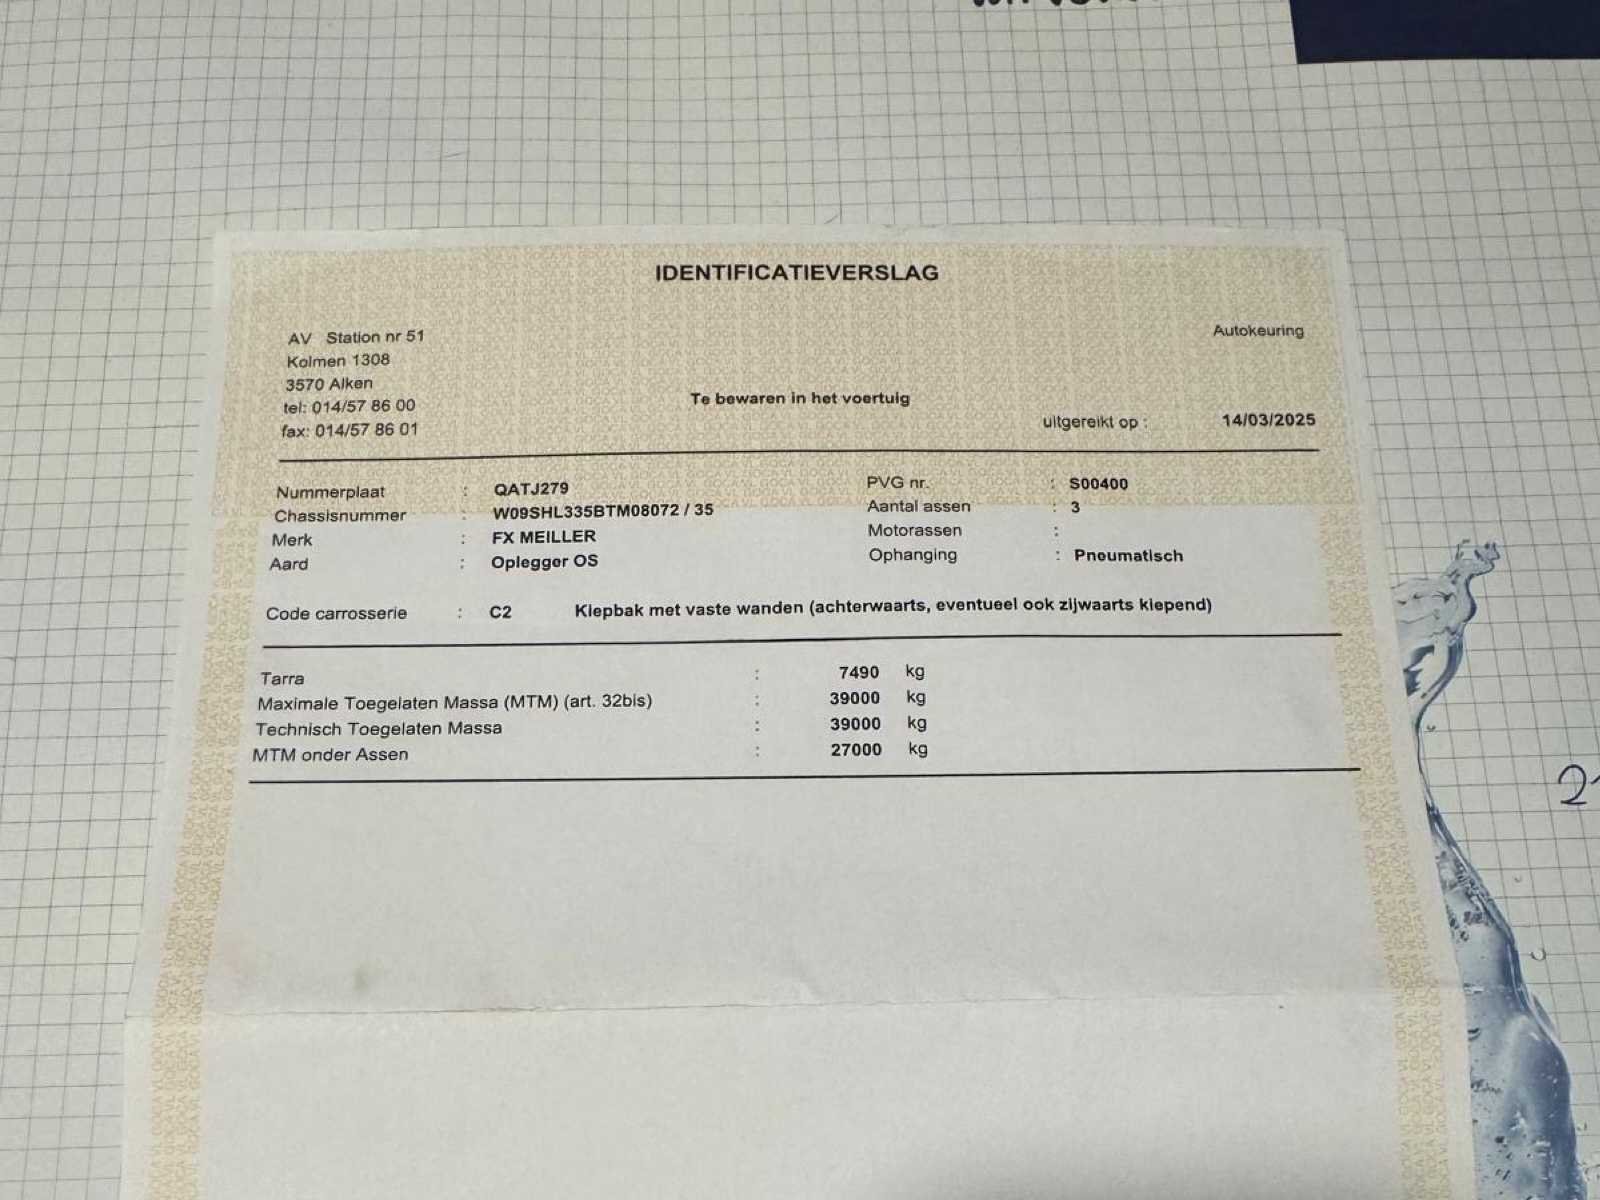 IDENTIFICATIEVERSLAG
AV Station nr 51
Autokeuring
Kolmen 1308
3570 Alken
tel: 014/57 86 00
Te bewaren in het voertuig
fax: 014/57 86 01
uitgereikt op : 14/03/2025
Nummerplaat : QATJ279 PVG nr. : S00400
Chassisnummer : W09SHL335BTM08072 / 35 Aantal assen : 3
Merk : FX MEILLER Motorassen :
Aard : Oplegger OS Ophanging : Pneumatisch
Code carrosserie : C2 Kiepbak met vaste wanden (achterwaarts, eventueel ook zijwaarts kiepend)
Tarra : 7490 kg
Maximale Toegelaten Massa (MTM) (art. 32bis) : 39000 kg
Technisch Toegelaten Massa : 39000 kg
MTM onder Assen : 27000 kg